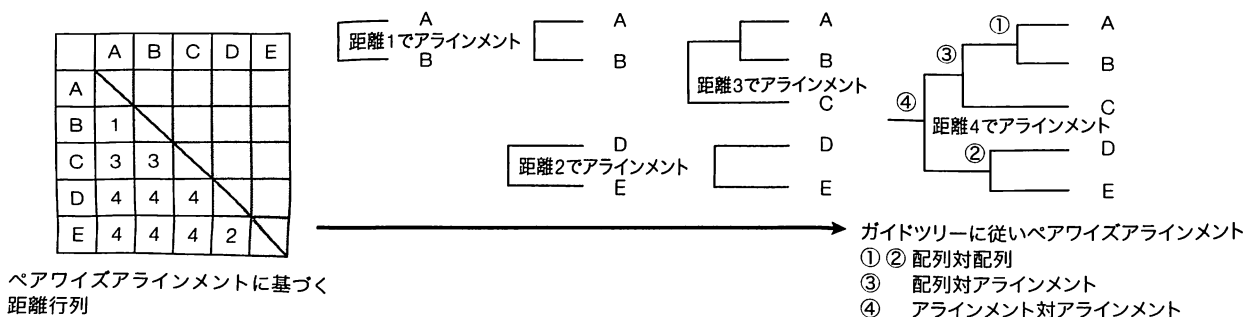 A B C D E
A
B 1
C 3 3
D 4 4 4
E 4 4 4 2
ペアワイズアラインメントに基づく
距離行列
A
距離1でアラインメント
B
A
B
D
距離2でアラインメント
E
A
B
距離3でアラインメント
C
D
E
① A
③ B
④ C
距離4でアラインメント
② D
E
ガイドツリーに従いペアワイズアラインメント
① ② 配列対配列
③ 配列対アラインメント
④ アラインメント対アラインメント